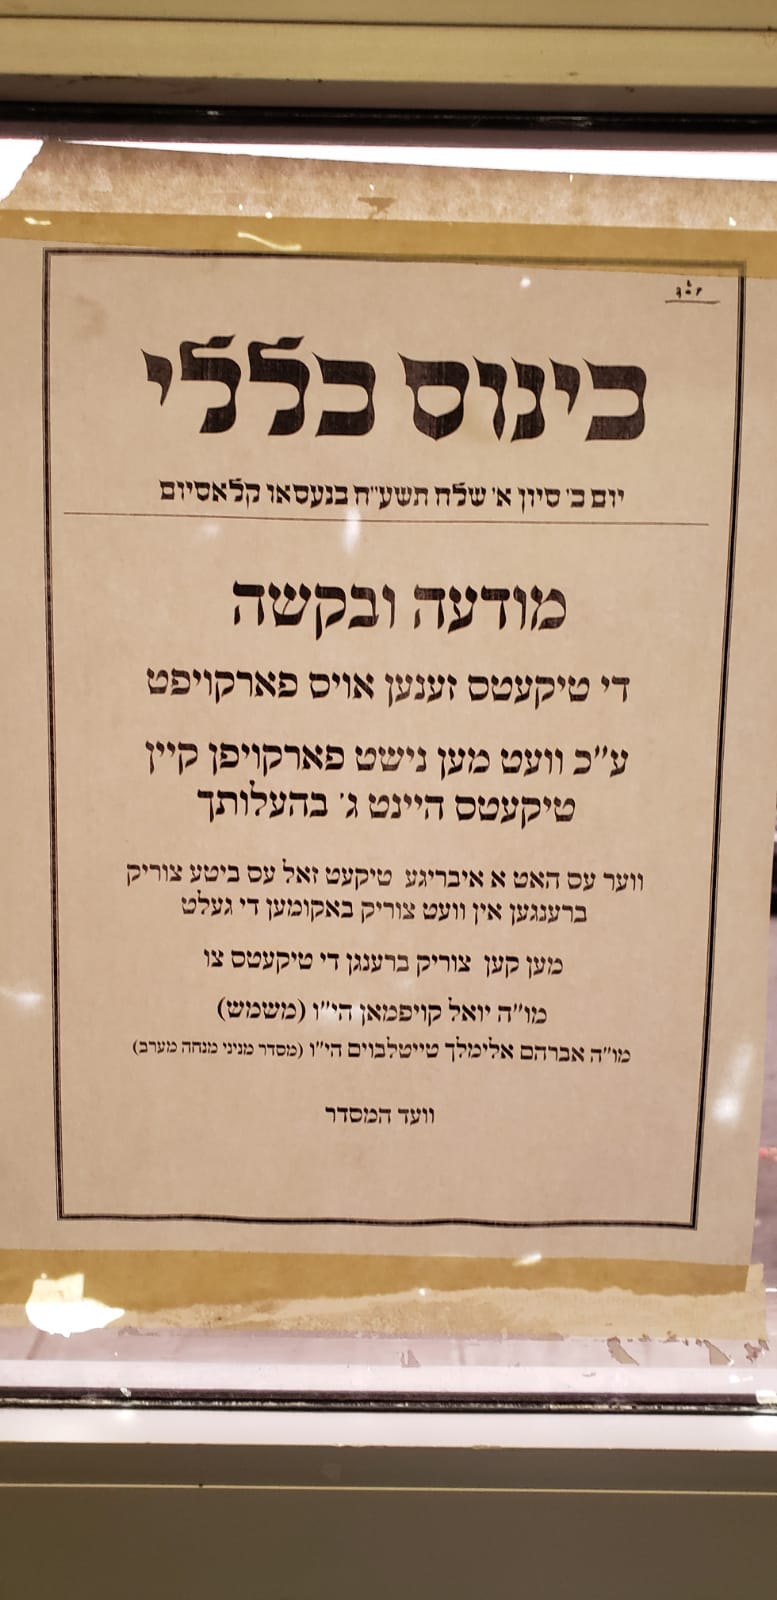 כינוס כללי
יום כ' סיון א' שלח תשע"ח בנעסאו קלאסיום
מודעה ובקשה
די טיקעטס זענען אויס פארקויפט
ע"כ וועט מען נישט פארקויפן קיין
טיקעטס היינט ג' בהעלותך
ווער עס האט א איבריגע טיקעט זאל עס ביטע צוריק
ברענגען אין וועט צוריק באקומען די געלט
מען קען צוריק ברענגן די טיקעטס צו
מו"ה יואל קויפמאן הי"ו (משמש)
מו"ה אברהם אלימלך טייטלבוים הי"ו (מסדר מניני מנחה מערב)
וועד המסדר